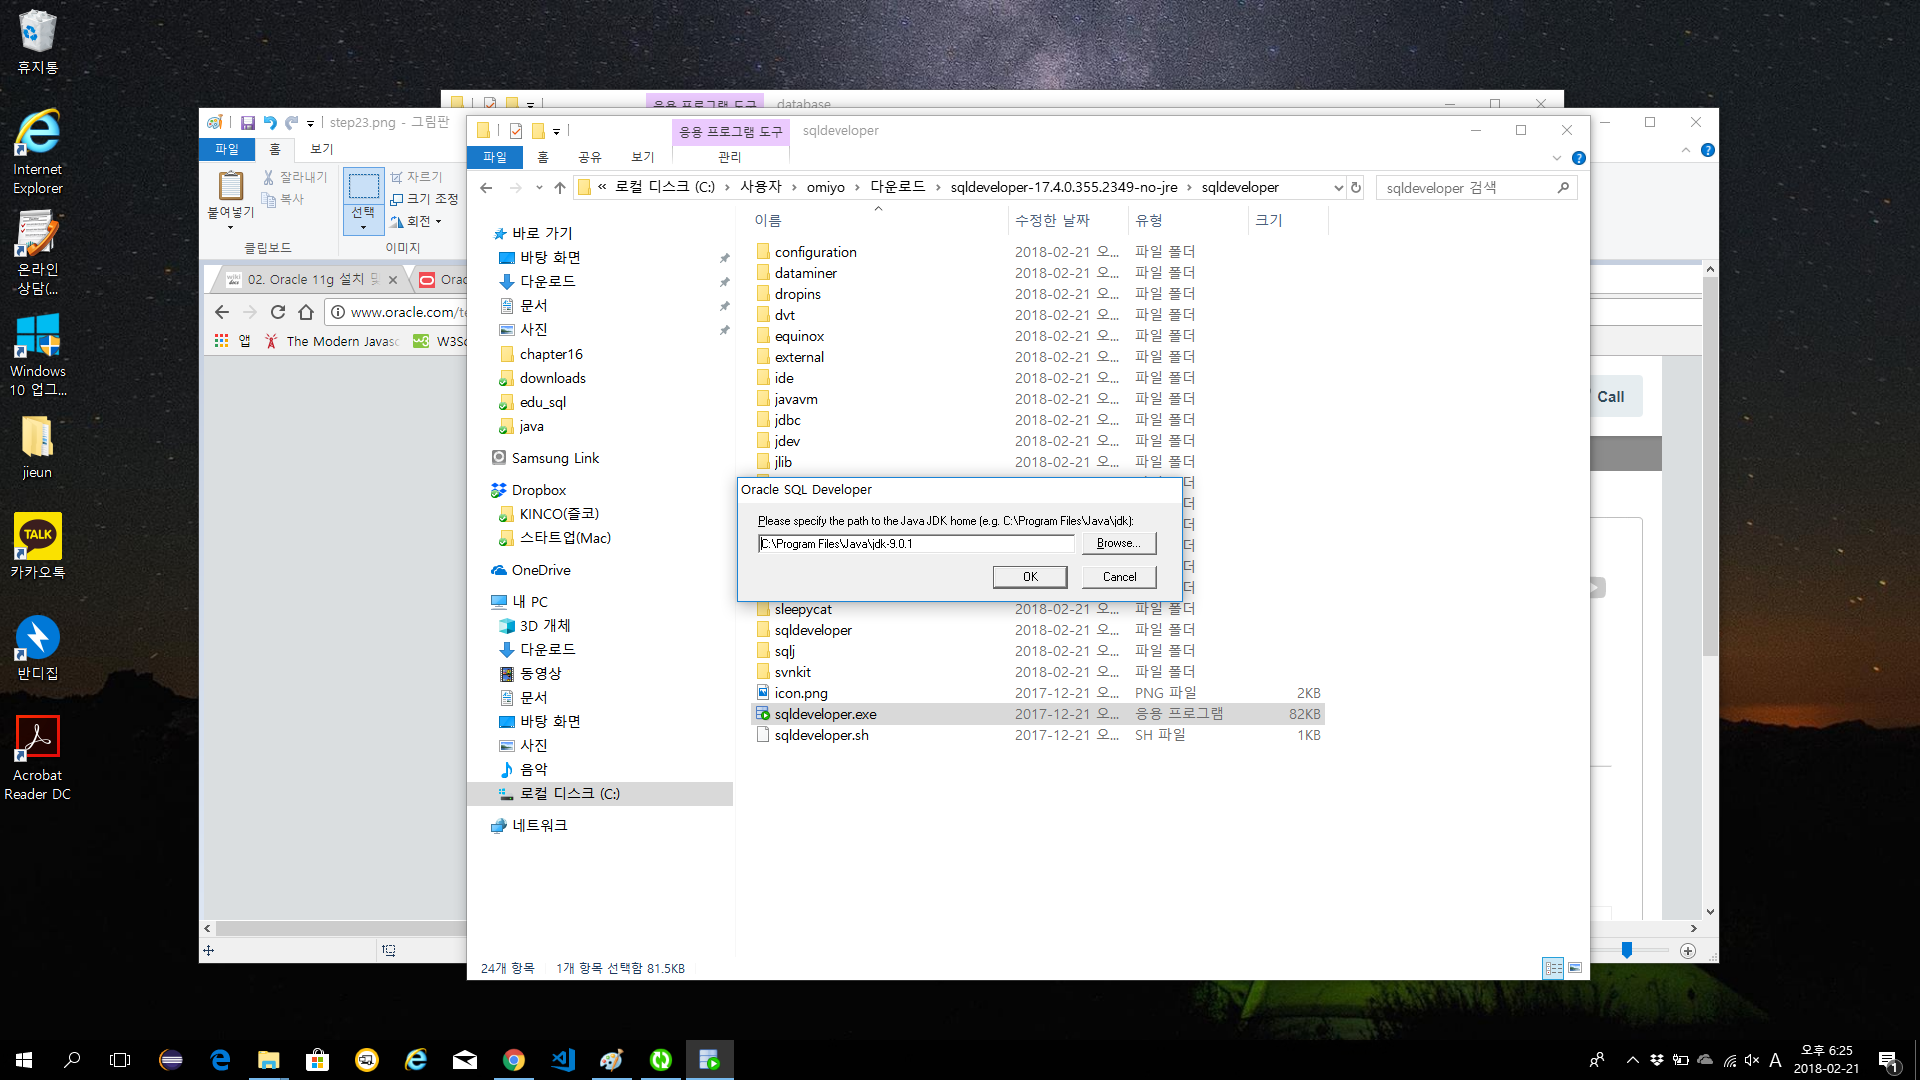 휴지통
Internet
Explorer
온라인
상담(...
Windows
10 업그...
jieun
TALK
카카오톡
반디집
Acrobat
Reader DC
응용 프로그램 도구
database
step23.png - 그림판
파일
홈
보기
붙여넣기
잘라내기
복사
클립보드
선택
자르기
크기 조정
회전
이미지
02. Oracle 11g 설치 및
Orac
www.oracle.com/te
앱
The Modern Javasc
W3Sc
Call
응용 프로그램 도구
sqldeveloper
파일
홈
공유
보기
관리
« 로컬 디스크 (C:) › 사용자 › omiyo › 다운로드 › sqldeveloper-17.4.0.355.2349-no-jre › sqldeveloper
sqldeveloper 검색
바로 가기
바탕 화면
다운로드
문서
사진
chapter16
downloads
edu_sql
java
Samsung Link
Dropbox
KINCO(즐코)
스타트업(Mac)
OneDrive
내 PC
3D 개체
다운로드
동영상
문서
바탕 화면
사진
음악
로컬 디스크 (C:)
네트워크
이름 수정한 날짜 유형 크기
configuration 2018-02-21 오... 파일 폴더
dataminer 2018-02-21 오... 파일 폴더
dropins 2018-02-21 오... 파일 폴더
dvt 2018-02-21 오... 파일 폴더
equinox 2018-02-21 오... 파일 폴더
external 2018-02-21 오... 파일 폴더
ide 2018-02-21 오... 파일 폴더
javavm 2018-02-21 오... 파일 폴더
jdbc 2018-02-21 오... 파일 폴더
jdev 2018-02-21 오... 파일 폴더
jlib 2018-02-21 오... 파일 폴더
Oracle SQL Developer
Please specify the path to the Java JDK home (e.g. C:\Program Files\Java\jdk):
C:\Program Files\Java\jdk-9.0.1
Browse...
OK
Cancel
sleepycat 2018-02-21 오... 파일 폴더
sqldeveloper 2018-02-21 오... 파일 폴더
sqlj 2018-02-21 오... 파일 폴더
svnkit 2018-02-21 오... 파일 폴더
icon.png 2017-12-21 오... PNG 파일 2KB
sqldeveloper.exe 2017-12-21 오... 응용 프로그램 82KB
sqldeveloper.sh 2017-12-21 오... SH 파일 1KB
24개 항목
1개 항목 선택함 81.5KB
A
오후 6:25
2018-02-21
1